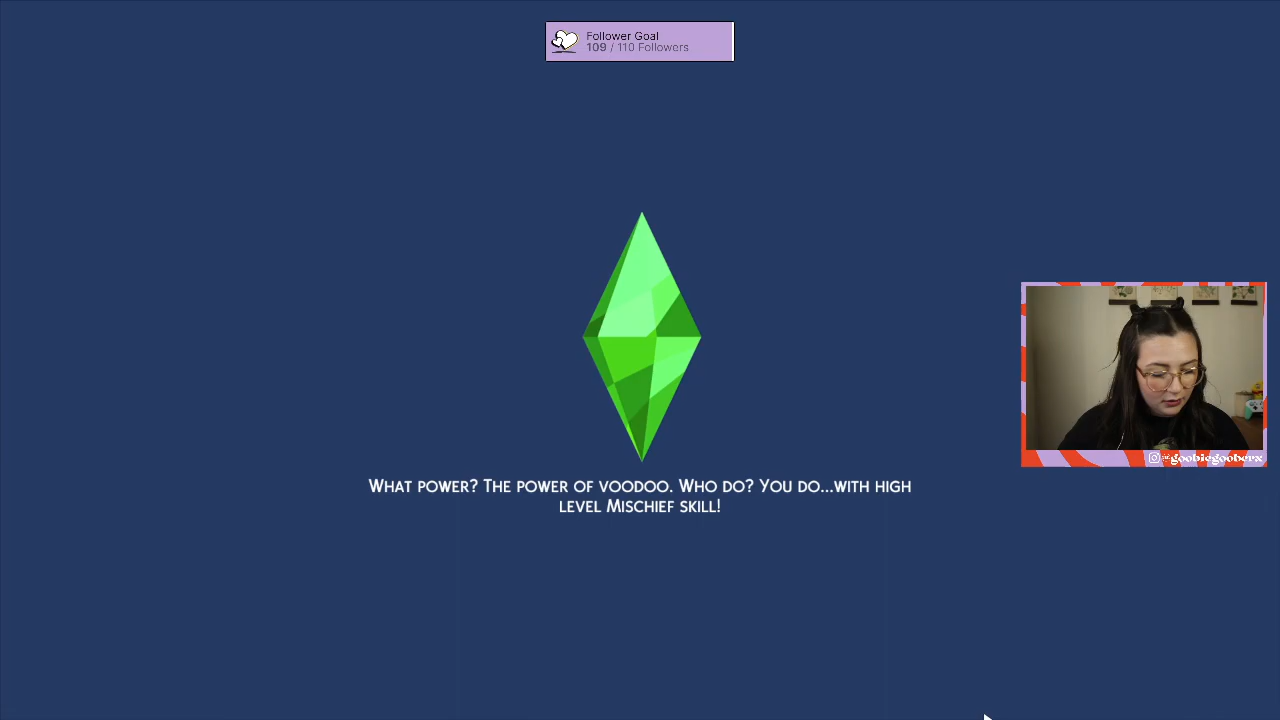 Follower Goal
109 / 110 Followers
What power? The power of voodoo. Who do? You do...with high
level Mischief skill!
@goobiegooberx